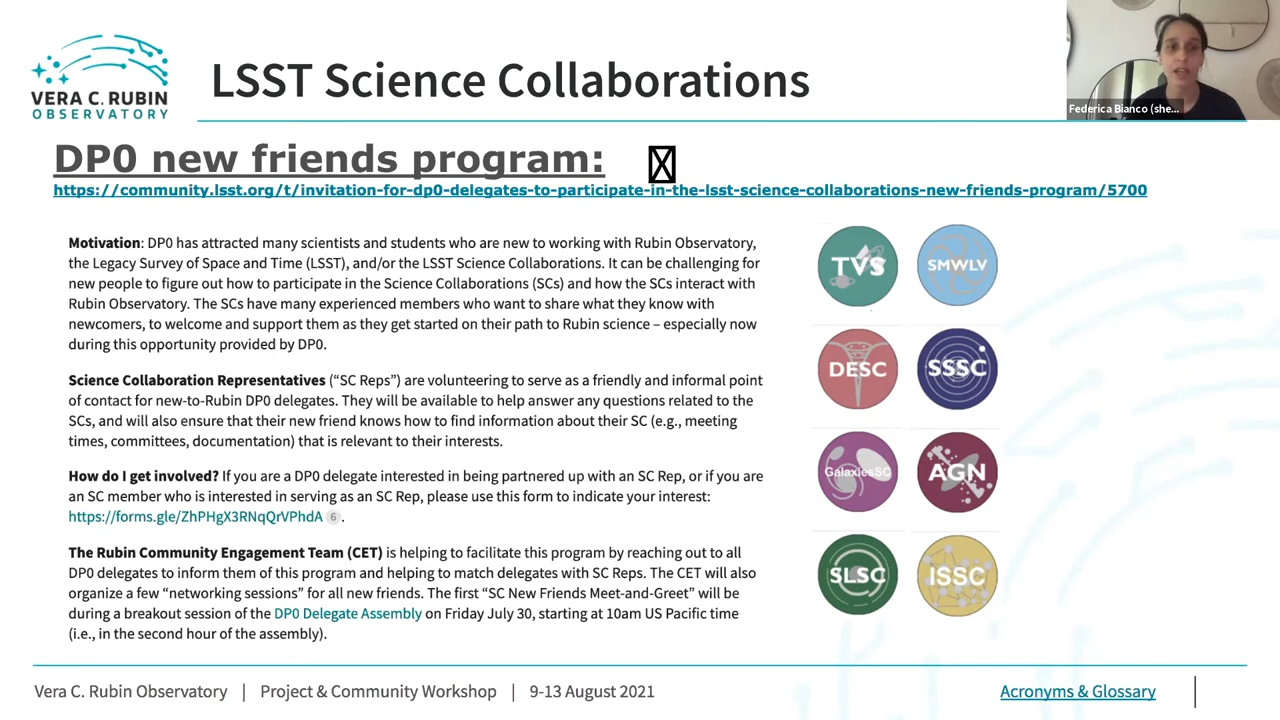 VERA C. RUBIN
OBSERVATORY
LSST Science Collaborations
Federica Bianco (she...
DP0 new friends program:
https://community.lsst.org/t/invitation-for-dp0-delegates-to-participate-in-the-lsst-science-collaborations-new-friends-program/5700
Motivation: DP0 has attracted many scientists and students who are new to working with Rubin Observatory,
the Legacy Survey of Space and Time (LSST), and/or the LSST Science Collaborations. It can be challenging for
new people to figure out how to participate in the Science Collaborations (SCs) and how the SCs interact with
Rubin Observatory. The SCs have many experienced members who want to share what they know with
newcomers, to welcome and support them as they get started on their path to Rubin science – especially now
during this opportunity provided by DP0.
Science Collaboration Representatives (“SC Reps”) are volunteering to serve as a friendly and informal point
of contact for new-to-Rubin DP0 delegates. They will be available to help answer any questions related to the
SCs, and will also ensure that their new friend knows how to find information about their SC (e.g., meeting
times, committees, documentation) that is relevant to their interests.
How do I get involved? If you are a DP0 delegate interested in being partnered up with an SC Rep, or if you are
an SC member who is interested in serving as an SC Rep, please use this form to indicate your interest:
https://forms.gle/ZhPHgX3RNqQrVPhdA 6 .
The Rubin Community Engagement Team (CET) is helping to facilitate this program by reaching out to all
DP0 delegates to inform them of this program and helping to match delegates with SC Reps. The CET will also
organize a few “networking sessions” for all new friends. The first “SC New Friends Meet-and-Greet” will be
during a breakout session of the DP0 Delegate Assembly on Friday July 30, starting at 10am US Pacific time
(i.e., in the second hour of the assembly).
TVS
SMWLV
DESC
SSSC
GalaxiesSC
AGN
SLSC
ISSC
Vera C. Rubin Observatory | Project & Community Workshop | 9-13 August 2021
Acronyms & Glossary